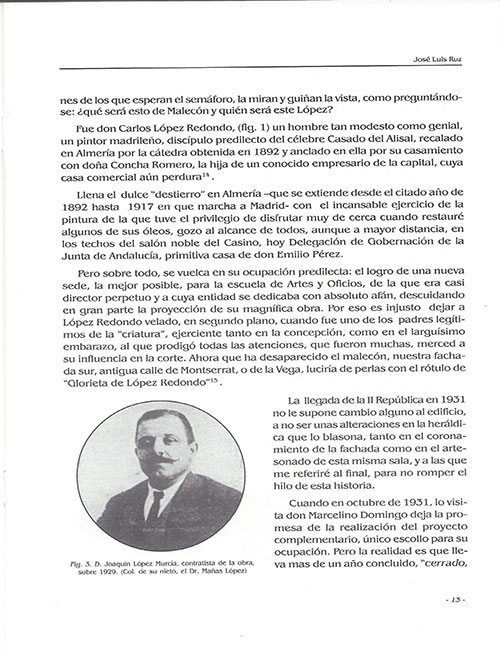 José Luis Ruz
nes de los que esperan el semáforo, la miran y guiñan la vista, como preguntándo-
se: ¿qué será esto de Malecón y quién será este López?
Fue don Carlos López Redondo, (fig. 1) un hombre tan modesto como genial,
un pintor madrileño, discípulo predilecto del célebre Casado del Alisal, recalado
en Almería por la cátedra obtenida en 1892 y anclado en ella por su casamiento
con doña Concha Romero, la hija de un conocido empresario de la capital, cuya
casa comercial aún perdura14.
Llena el dulce "destierro" en Almería –que se extiende desde el citado año de
1892 hasta 1917 en que marcha a Madrid- con el incansable ejercicio de la
pintura de la que tuve el privilegio de disfrutar muy de cerca cuando restauré
algunos de sus óleos, gozo al alcance de todos, aunque a mayor distancia, en
los techos del salón noble del Casino, hoy Delegación de Gobernación de la
Junta de Andalucía, primitiva casa de don Emilio Pérez.
Pero sobre todo, se vuelca en su ocupación predilecta: el logro de una nueva
sede, la mejor posible, para la escuela de Artes y Oficios, de la que era casi
director perpetuo y a cuya entidad se dedicaba con absoluto afán, descuidando
en gran parte la proyección de su magnífica obra. Por eso es injusto dejar a
López Redondo velado, en segundo plano, cuando fue uno de los padres legíti-
mos de la "criatura", ejerciente tanto en la concepción, como en el larguísimo
embarazo, al que prodigó todas las atenciones, que fueron muchas, merced a
su influencia en la corte. Ahora que ha desaparecido el malecón, nuestra facha-
da sur, antigua calle de Montserrat, o de la Vega, luciría de perlas con el rótulo de
"Glorieta de López Redondo"15.
La llegada de la II República en 1931
no le supone cambio alguno al edificio,
a no ser unas alteraciones en la heráldi-
ca que lo blasona, tanto en el corona-
miento de la fachada como en el arte-
sonado de esta misma sala, y a las que
me referiré al final, para no romper el
hilo de esta historia.
Cuando en octubre de 1931, lo visi-
ta don Marcelino Domingo deja la pro-
mesa de la realización del proyecto
complementario, único escollo para su
ocupación. Pero la realidad es que lle-
va mas de un año concluido, "cerrado,
Fig. 3. D. Joaquín López Murcia, contratista de la obra,
sobre 1929. (Col. de su nieto, el Dr. Mañas López)
- 13 -